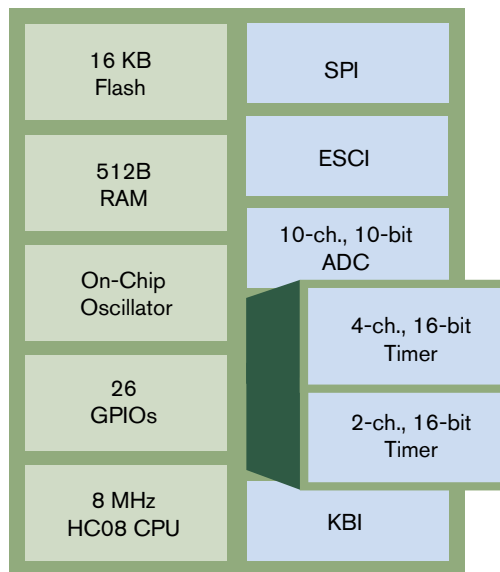 16 KB
Flash
512B
RAM
On-Chip
Oscillator
26
GPIOs
8 MHz
HC08 CPU
SPI
ESCI
10-ch., 10-bit
ADC
4-ch., 16-bit
Timer
2-ch., 16-bit
Timer
KBI